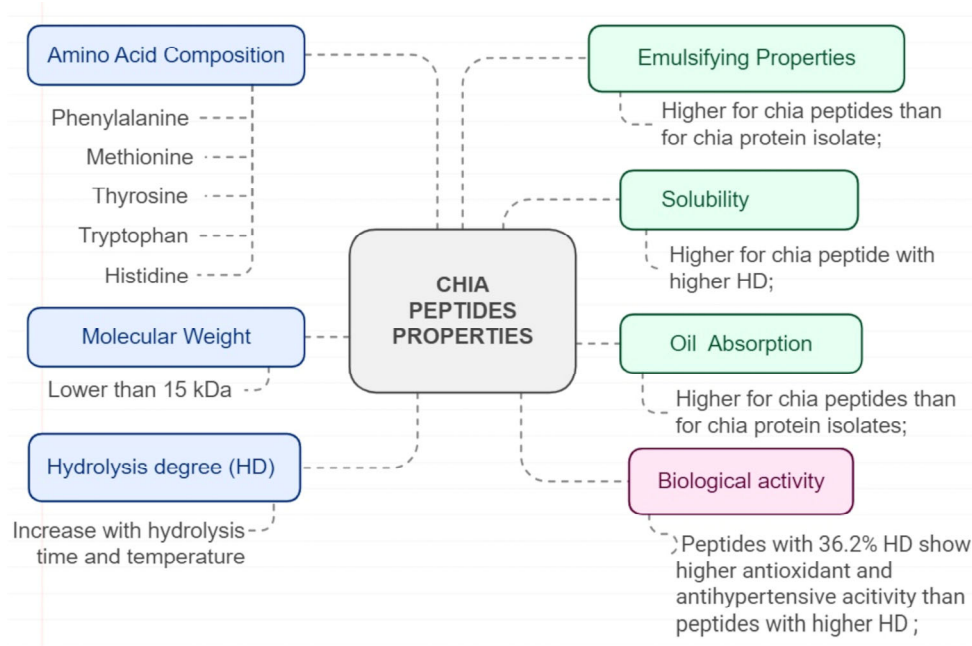 Amino Acid Composition
Phenylalanine
Methionine
Thyrosine
Tryptophan
Histidine
Molecular Weight
Lower than 15 kDa
Hydrolysis degree (HD)
Increase with hydrolysis
time and temperature
CHIA
PEPTIDES
PROPERTIES
Emulsifying Properties
Higher for chia peptides than
for chia protein isolate;
Solubility
Higher for chia peptide with
higher HD;
Oil Absorption
Higher for chia peptides than
for chia protein isolates;
Biological activity
Peptides with 36.2% HD show
higher antioxidant and
antihypertensive acitivity than
peptides with higher HD ;